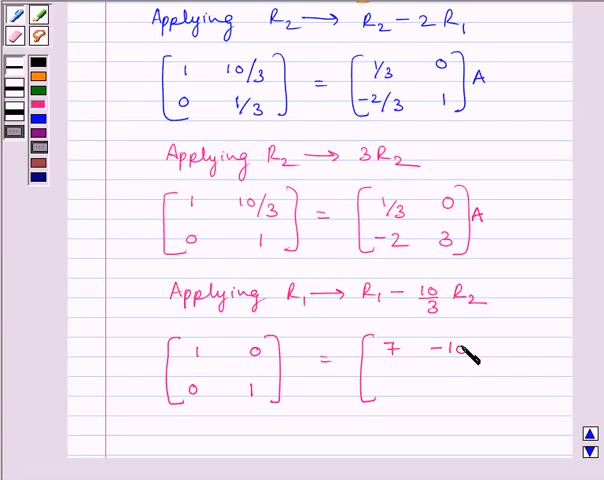 Applying R₂ → R₂ - 2R₁
[1 10/3 = [1/3 0] A
0 1/3] -2/3 1]
Applying R₂ → 3R₂
[1 10/3 = [1/3 0] A
0 1] -2 3]
Applying R₁ → R₁ - 10/3 R₂
[1 0 = [7 -10
0 1]